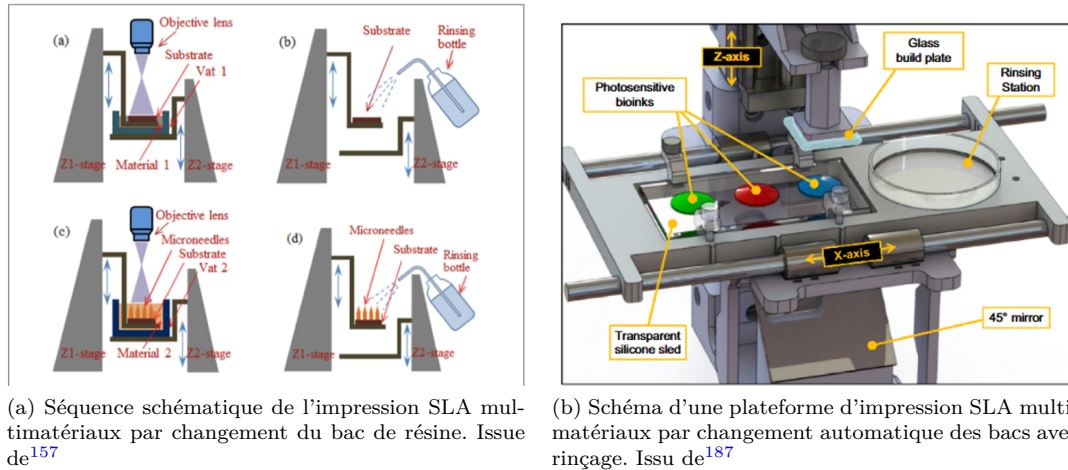 (a)
Objective lens
Substrate
Vat 1
Z1-stage
Z2-stage
Material 1
(b)
Substrate
Rinsing
bottle
Z1-stage
Z2-stage
(c)
Objective lens
Microneedles
Substrate
Vat 2
Z1-stage
Z2-stage
Material 2
(d)
Microneedles
Substrate
Rinsing
bottle
Z1-stage
Z2-stage
(a) Séquence schématique de l'impression SLA mul-
timatériaux par changement du bac de résine. Issue
de157
Z-axis
Glass
build plate
Rinsing
Station
Photosensitive
bioinks
X-axis
Transparent
silicone sled
45° mirror
(b) Schéma d'une plateforme d'impression SLA multi
matériaux par changement automatique des bacs ave
rinçage. Issu de187